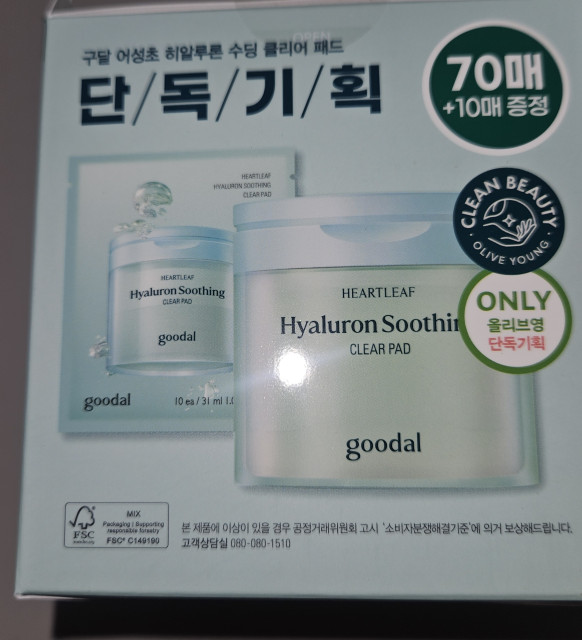 OPEN
구달 어성초 히알루론 수딩 클리어 패드
단/독/기/획
70매
+10매 증정
CLEAN BEAUTY
OLIVE YOUNG
ONLY
올리브영
단독기획
HEARTLEAF
HYALURON SOOTHING
CLEAR PAD
HEARTLEAF
Hyaluron Soothing
CLEAR PAD
goodal
goodal
10 ea / 31 ml
HEARTLEAF
Hyaluron Soothin
CLEAR PAD
goodal
FSC
MIX
Packaging | Supporting
responsible forestry
FSC® C149190
본 제품에 이상이 있을 경우 공정거래위원회 고시 '소비자분쟁해결기준'에 의거 보상해드립니다.
고객상담실 080-080-1510